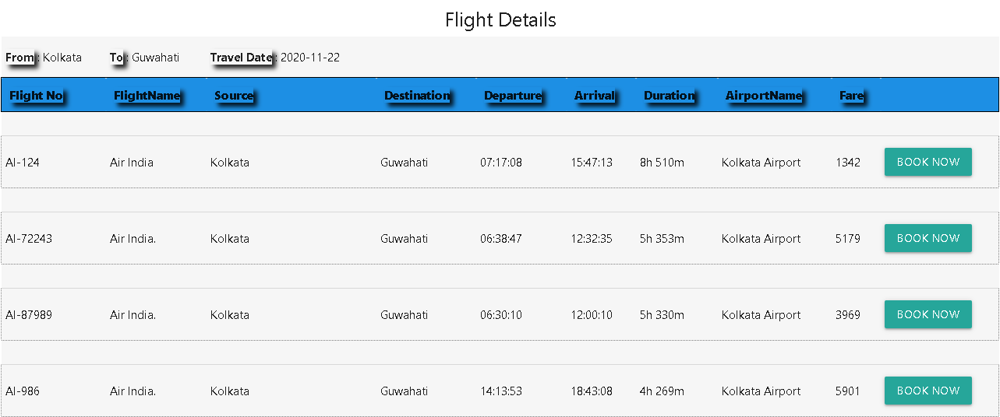 Flight Details
From : Kolkata To : Guwahati Travel Date : 2020-11-22
Flight No FlightName Source Destination Departure Arrival Duration AirportName Fare
AI-124 Air India Kolkata Guwahati 07:17:08 15:47:13 8h 510m Kolkata Airport 1342 BOOK NOW
AI-72243 Air India. Kolkata Guwahati 06:38:47 12:32:35 5h 353m Kolkata Airport 5179 BOOK NOW
AI-87989 Air India. Kolkata Guwahati 06:30:10 12:00:10 5h 330m Kolkata Airport 3969 BOOK NOW
AI-986 Air India. Kolkata Guwahati 14:13:53 18:43:08 4h 269m Kolkata Airport 5901 BOOK NOW